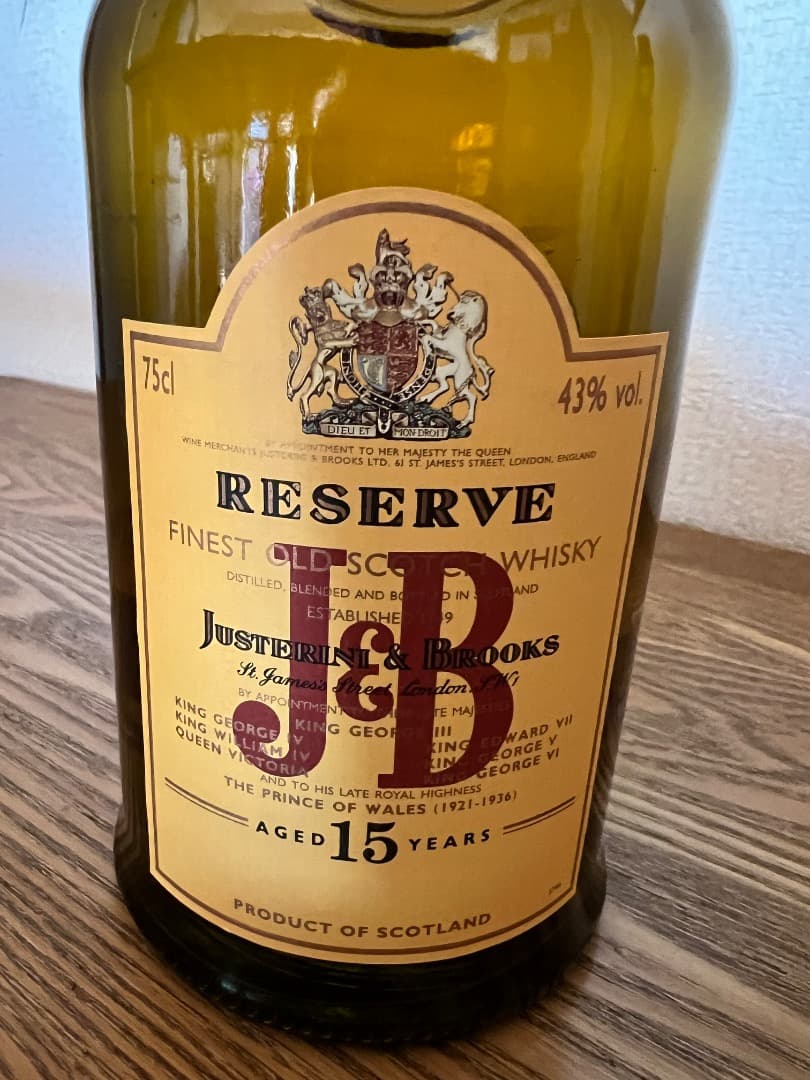 75cl
43% vol.
DIEU ET MON DROIT
BY APPOINTMENT TO HER MAJESTY THE QUEEN
WINE MERCHANTS JUSTERINI & BROOKS LTD. 61 ST. JAMES'S STREET, LONDON, ENGLAND
RESERVE
FINEST OLD SCOTCH WHISKY
DISTILLED, BLENDED AND BOTTLED IN SCOTLAND
ESTABLISHED
J&B
JUSTERINI & BROOKS
St. James's Street, London, S.W.1
BY APPOINTMENT TO LATE MAJESTIES
KING GEORGE III
KING GEORGE IV
KING WILLIAM IV
QUEEN VICTORIA
KING EDWARD VII
KING GEORGE V
KING GEORGE VI
AND TO HIS LATE ROYAL HIGHNESS
THE PRINCE OF WALES (1921-1936)
AGED 15 YEARS
PRODUCT OF SCOTLAND